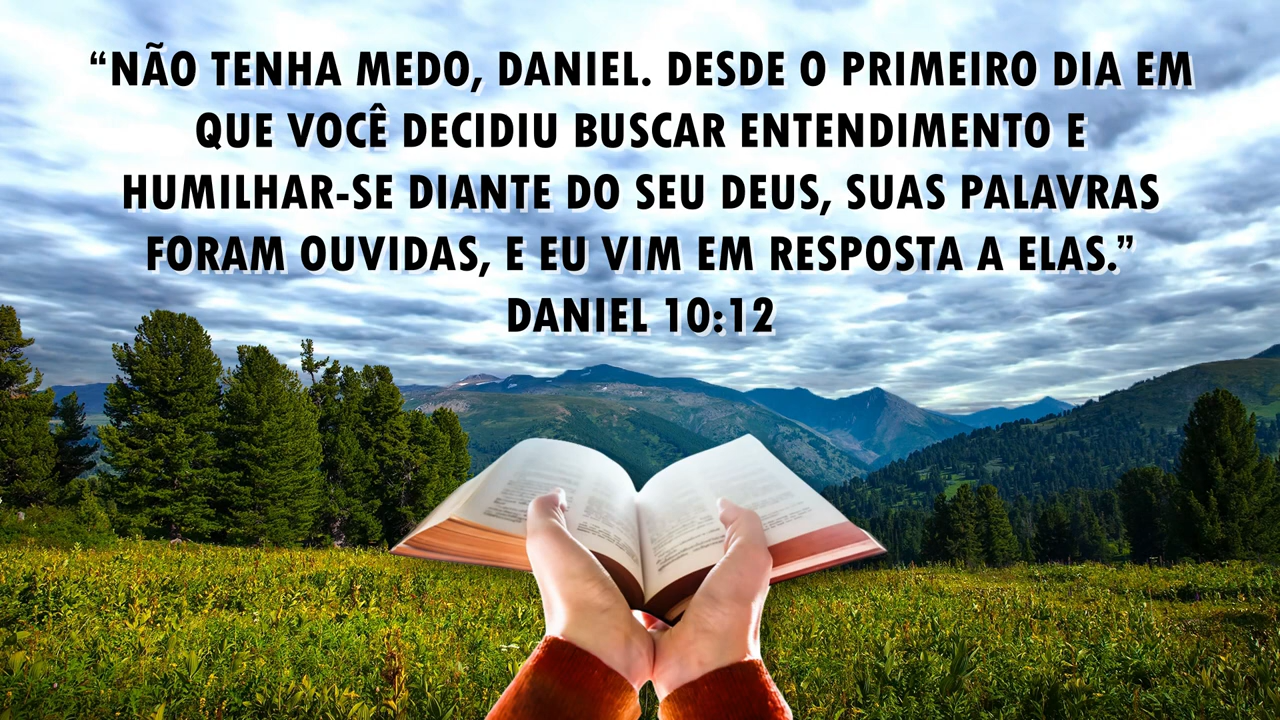 “NÃO TENHA MEDO, DANIEL. DESDE O PRIMEIRO DIA EM
QUE VOCÊ DECIDIU BUSCAR ENTENDIMENTO E
HUMILHAR-SE DIANTE DO SEU DEUS, SUAS PALAVRAS
FORAM OUVIDAS, E EU VIM EM RESPOSTA A ELAS.”
DANIEL 10:12